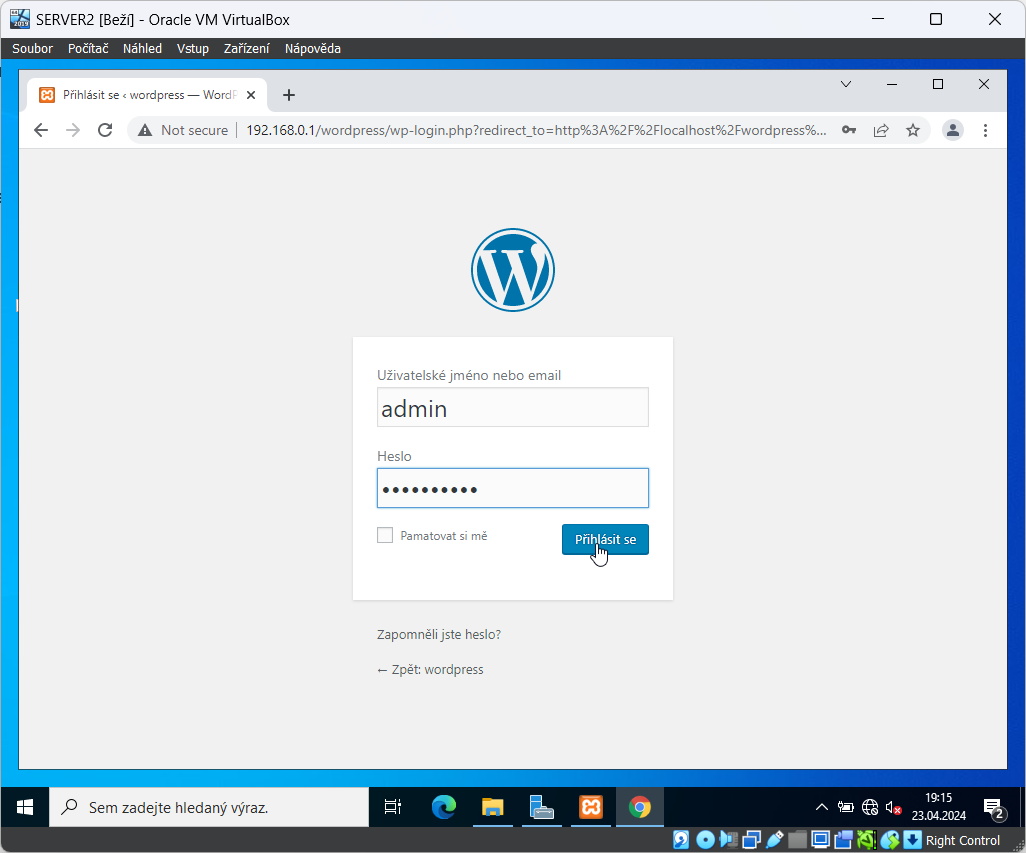 SERVER2 [Beží] - Oracle VM VirtualBox
Soubor Počítač Náhled Vstup Zařízení Nápověda
Přihlásit se ‹ wordpress — WordP
Not secure 192.168.0.1/wordpress/wp-login.php?redirect_to=http%3A%2F%2Flocalhost%2Fwordpress%...
Uživatelské jméno nebo email
admin
Heslo
••••••••••
Pamatovat si mě
Přihlásit se
Zapomněli jste heslo?
← Zpět: wordpress
Sem zadejte hledaný výraz.
19:15
23.04.2024
2
Right Control